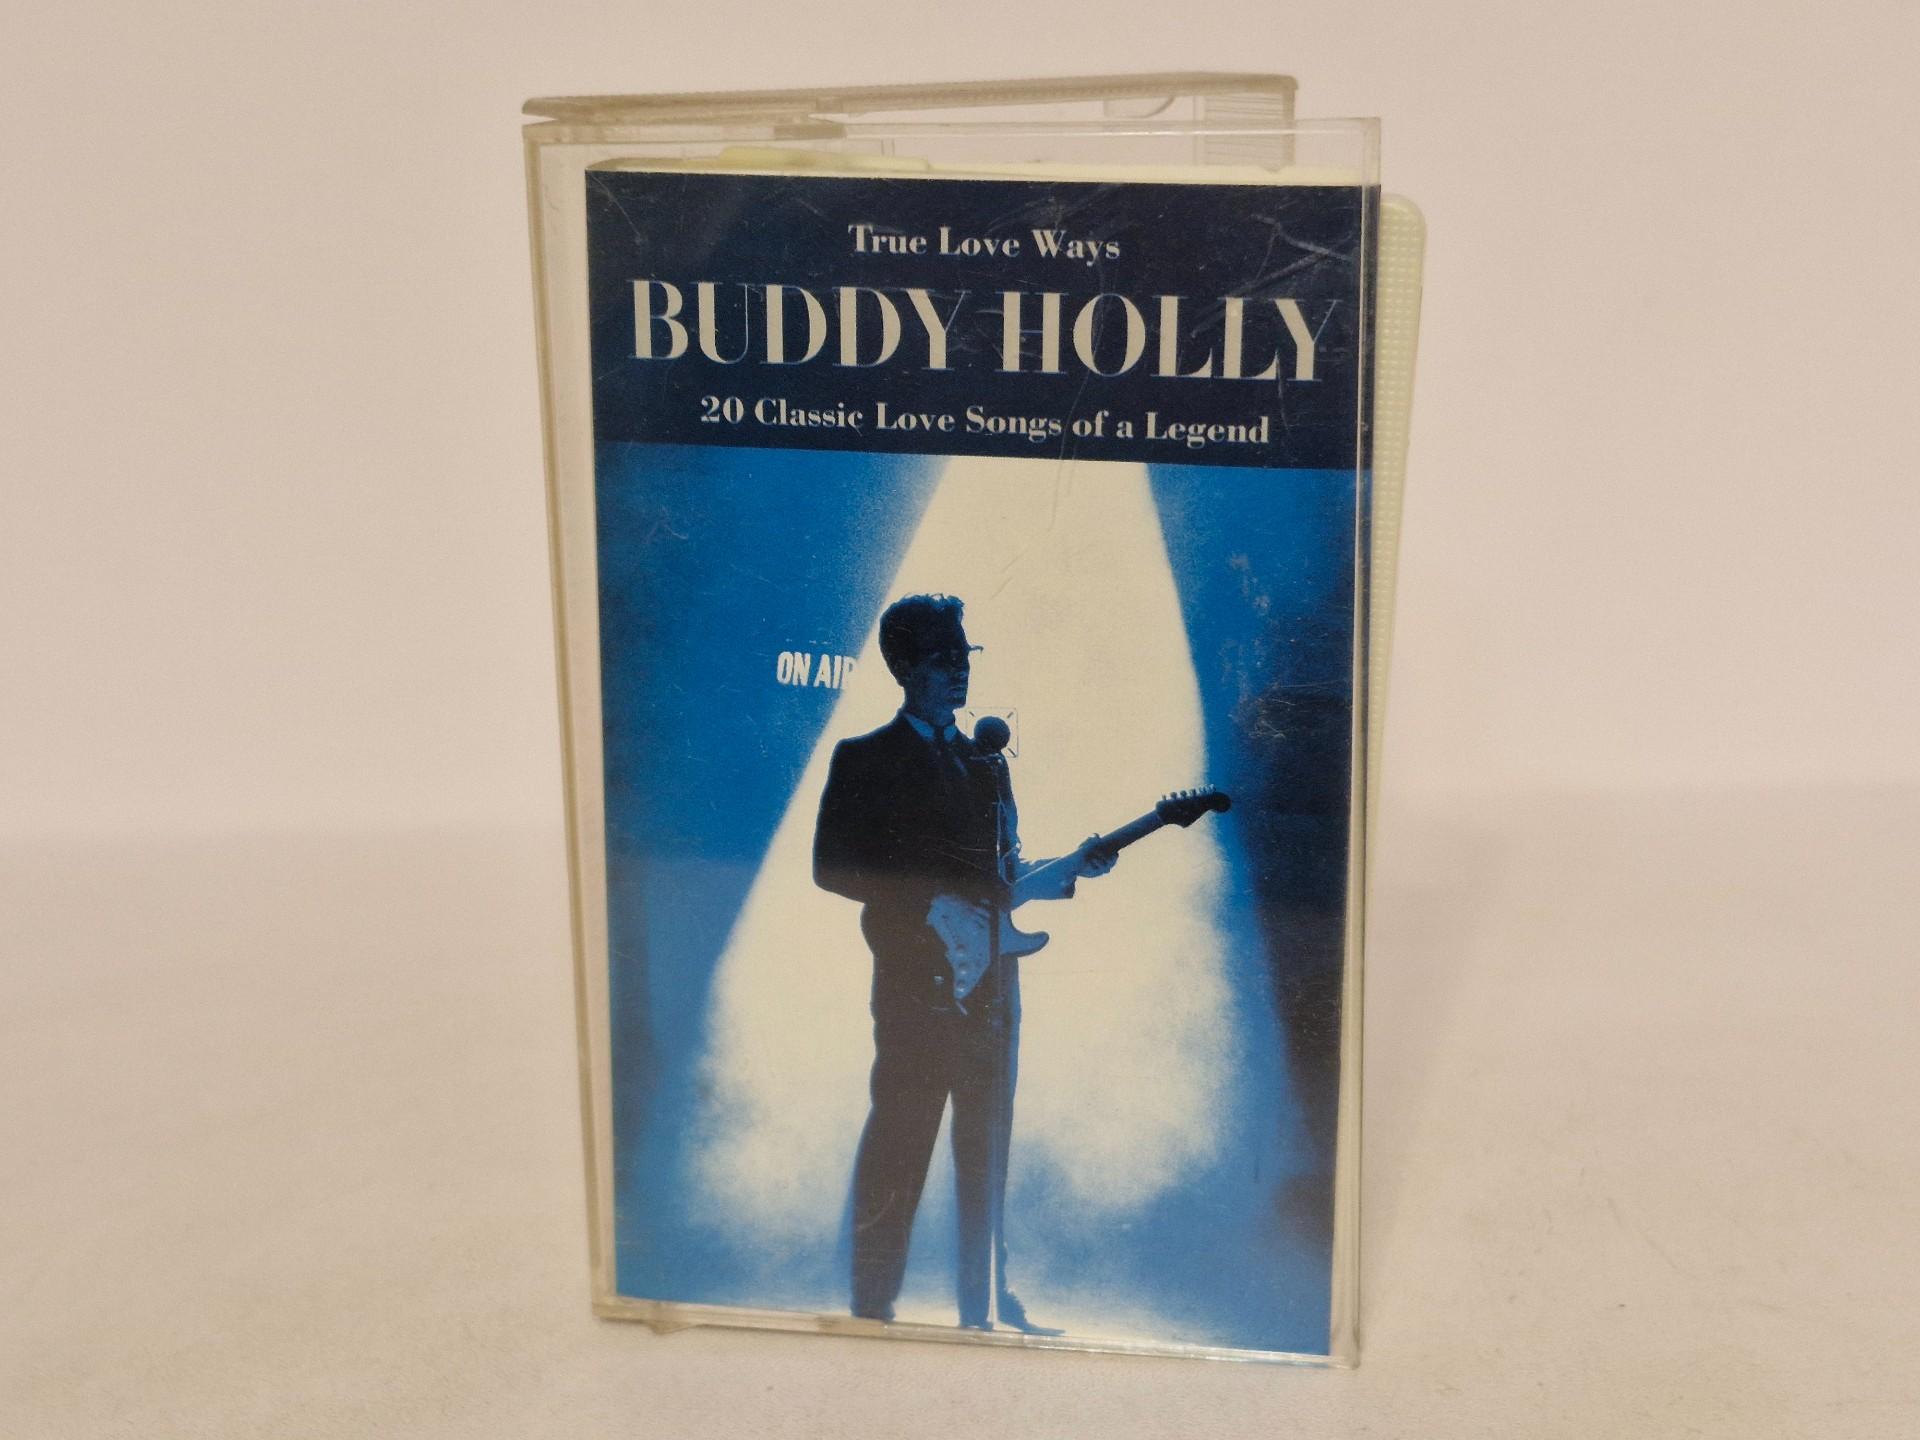 True Love Ways
BUDDY HOLLY
20 Classic Love Songs of a Legend
ON AIR